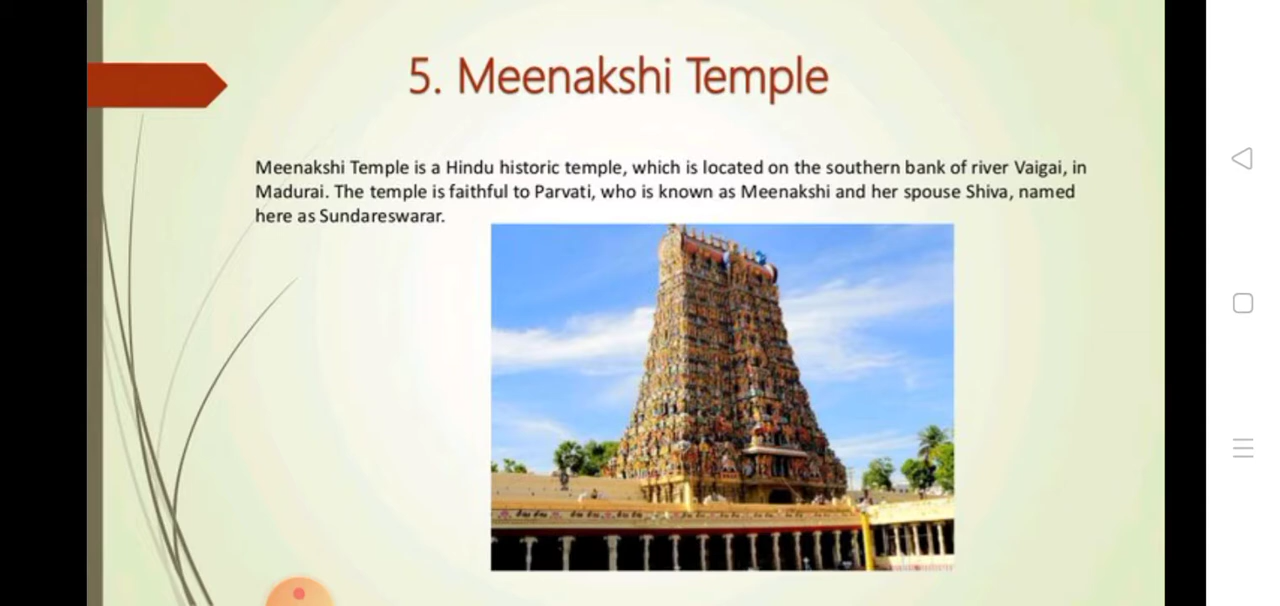 5. Meenakshi Temple
Meenakshi Temple is a Hindu historic temple, which is located on the southern bank of river Vaigai, in
Madurai. The temple is faithful to Parvati, who is known as Meenakshi and her spouse Shiva, named
here as Sundareswarar.